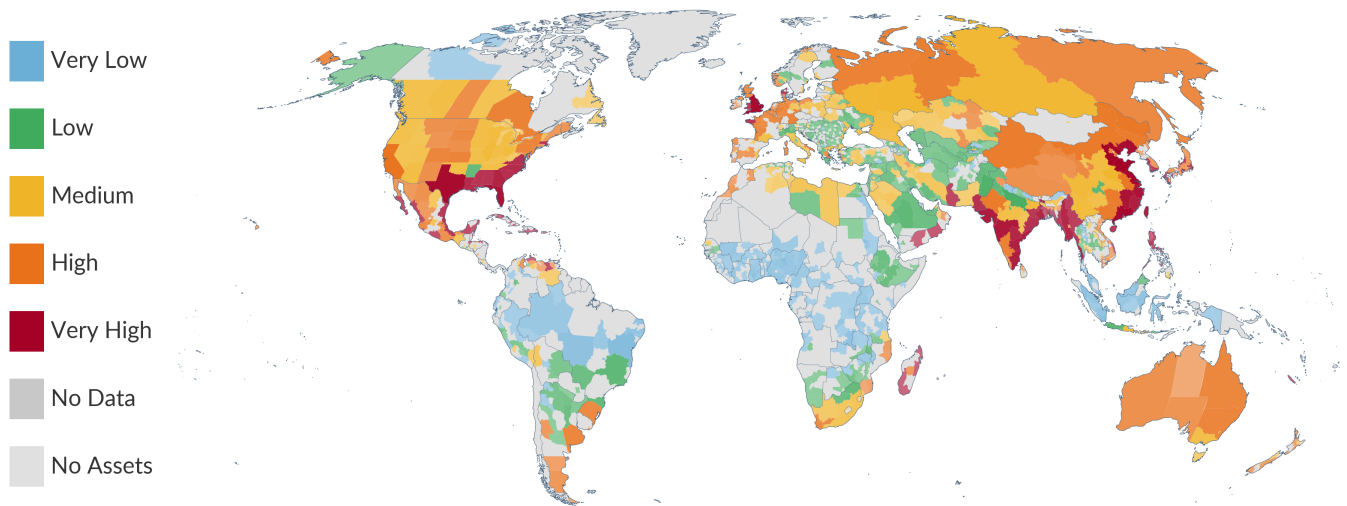 Very Low
Low
Medium
High
Very High
No Data
No Assets